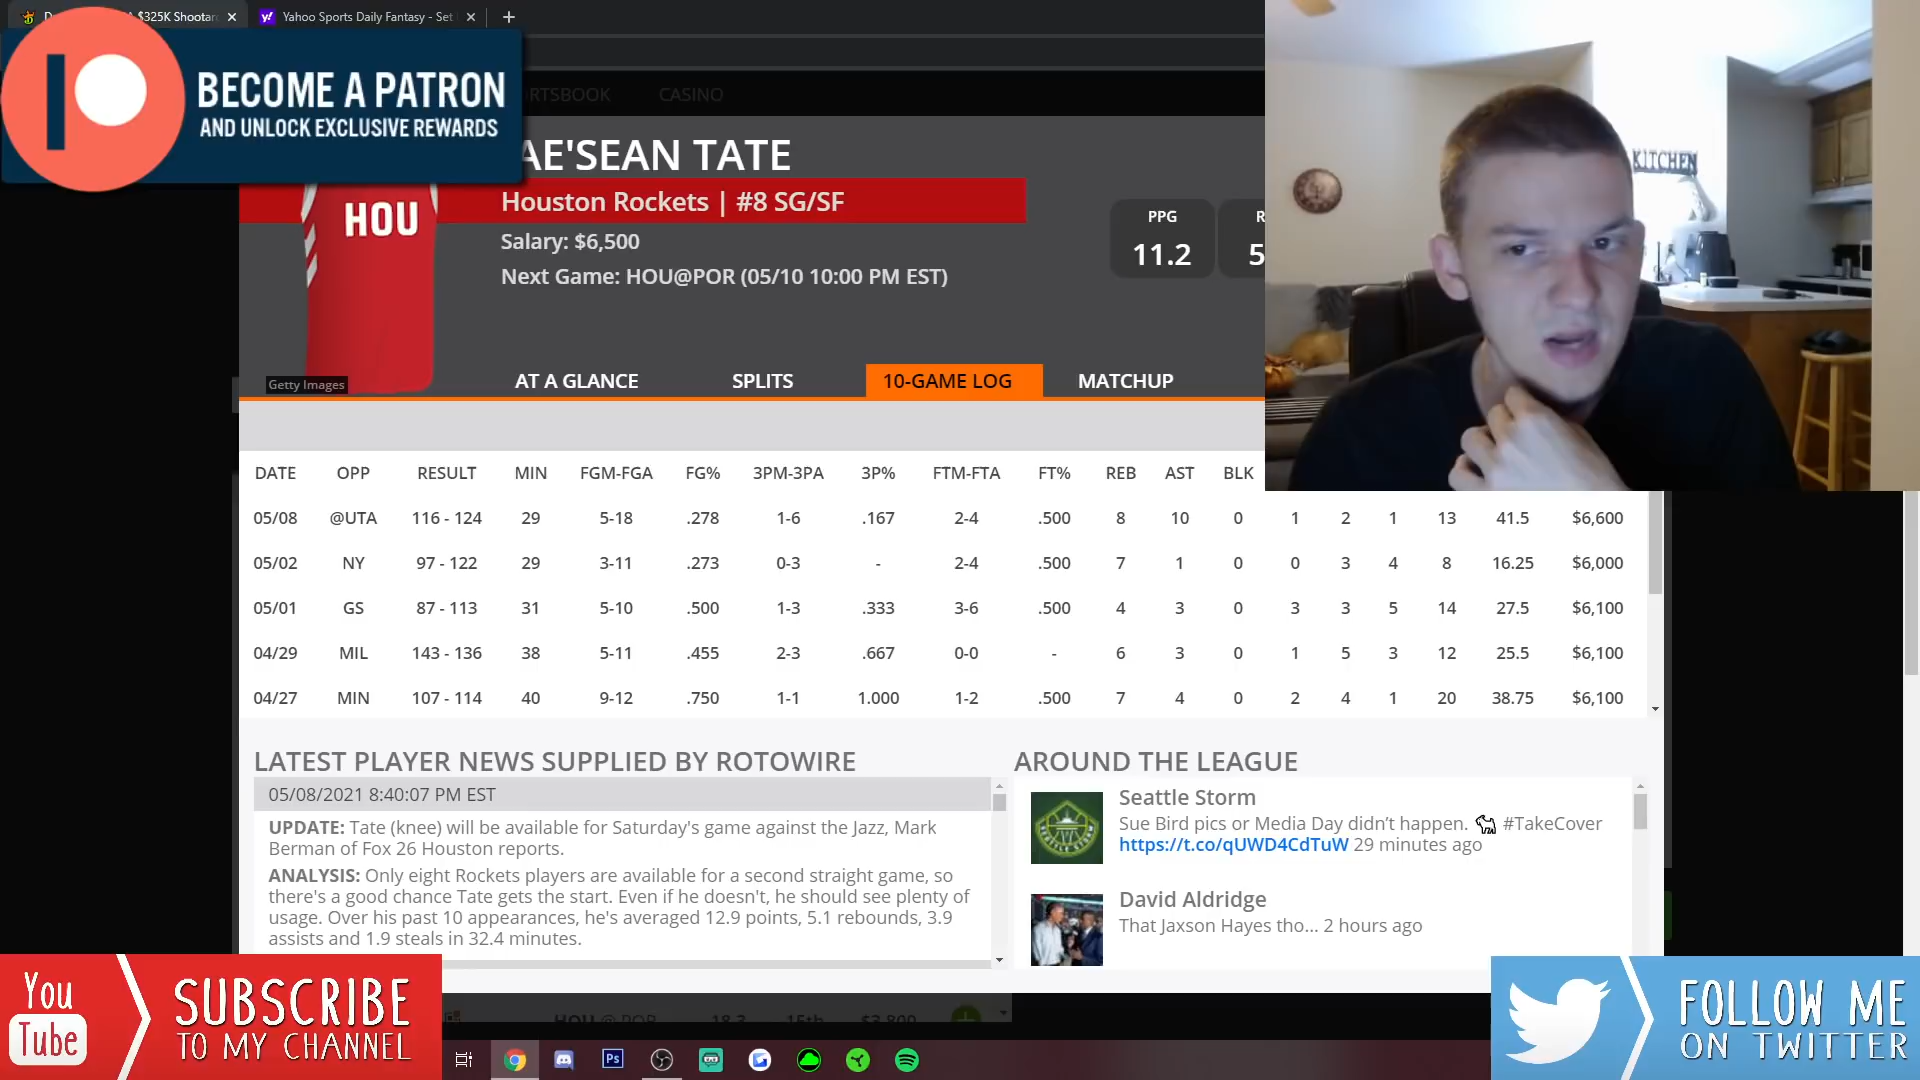 $325K Shootar
Yahoo Sports Daily Fantasy - Set
BECOME A PATRON
AND UNLOCK EXCLUSIVE REWARDS
RTSBOOK CASINO
AE'SEAN TATE
Houston Rockets | #8 SG/SF
HOU
Salary: $6,500
Next Game: HOU@POR (05/10 10:00 PM EST)
PPG R
11.2 5
KITCHEN
Getty Images
AT A GLANCE SPLITS 10-GAME LOG MATCHUP
DATE OPP RESULT MIN FGM-FGA FG% 3PM-3PA 3P% FTM-FTA FT% REB AST BLK
05/08 @UTA 116 - 124 29 5-18 .278 1-6 .167 2-4 .500 8 10 0 1 2 1 13 41.5 $6,600
05/02 NY 97 - 122 29 3-11 .273 0-3 - 2-4 .500 7 1 0 0 3 4 8 16.25 $6,000
05/01 GS 87 - 113 31 5-10 .500 1-3 .333 3-6 .500 4 3 0 3 3 5 14 27.5 $6,100
04/29 MIL 143 - 136 38 5-11 .455 2-3 .667 0-0 - 6 3 0 1 5 3 12 25.5 $6,100
04/27 MIN 107 - 114 40 9-12 .750 1-1 1.000 1-2 .500 7 4 0 2 4 1 20 38.75 $6,100
LATEST PLAYER NEWS SUPPLIED BY ROTOWIRE
05/08/2021 8:40:07 PM EST
UPDATE: Tate (knee) will be available for Saturday's game against the Jazz, Mark
Berman of Fox 26 Houston reports.
ANALYSIS: Only eight Rockets players are available for a second straight game, so
there's a good chance Tate gets the start. Even if he doesn't, he should see plenty of
usage. Over his past 10 appearances, he's averaged 12.9 points, 5.1 rebounds, 3.9
assists and 1.9 steals in 32.4 minutes.
AROUND THE LEAGUE
Seattle Storm
Sue Bird pics or Media Day didn't happen. #TakeCover
https://t.co/qUWD4CdTuW 29 minutes ago
David Aldridge
That Jaxson Hayes tho... 2 hours ago
HOU @ POR 18.3 15th $3,800
You
Tube
SUBSCRIBE
TO MY CHANNEL
Ps
FOLLOW ME
ON TWITTER